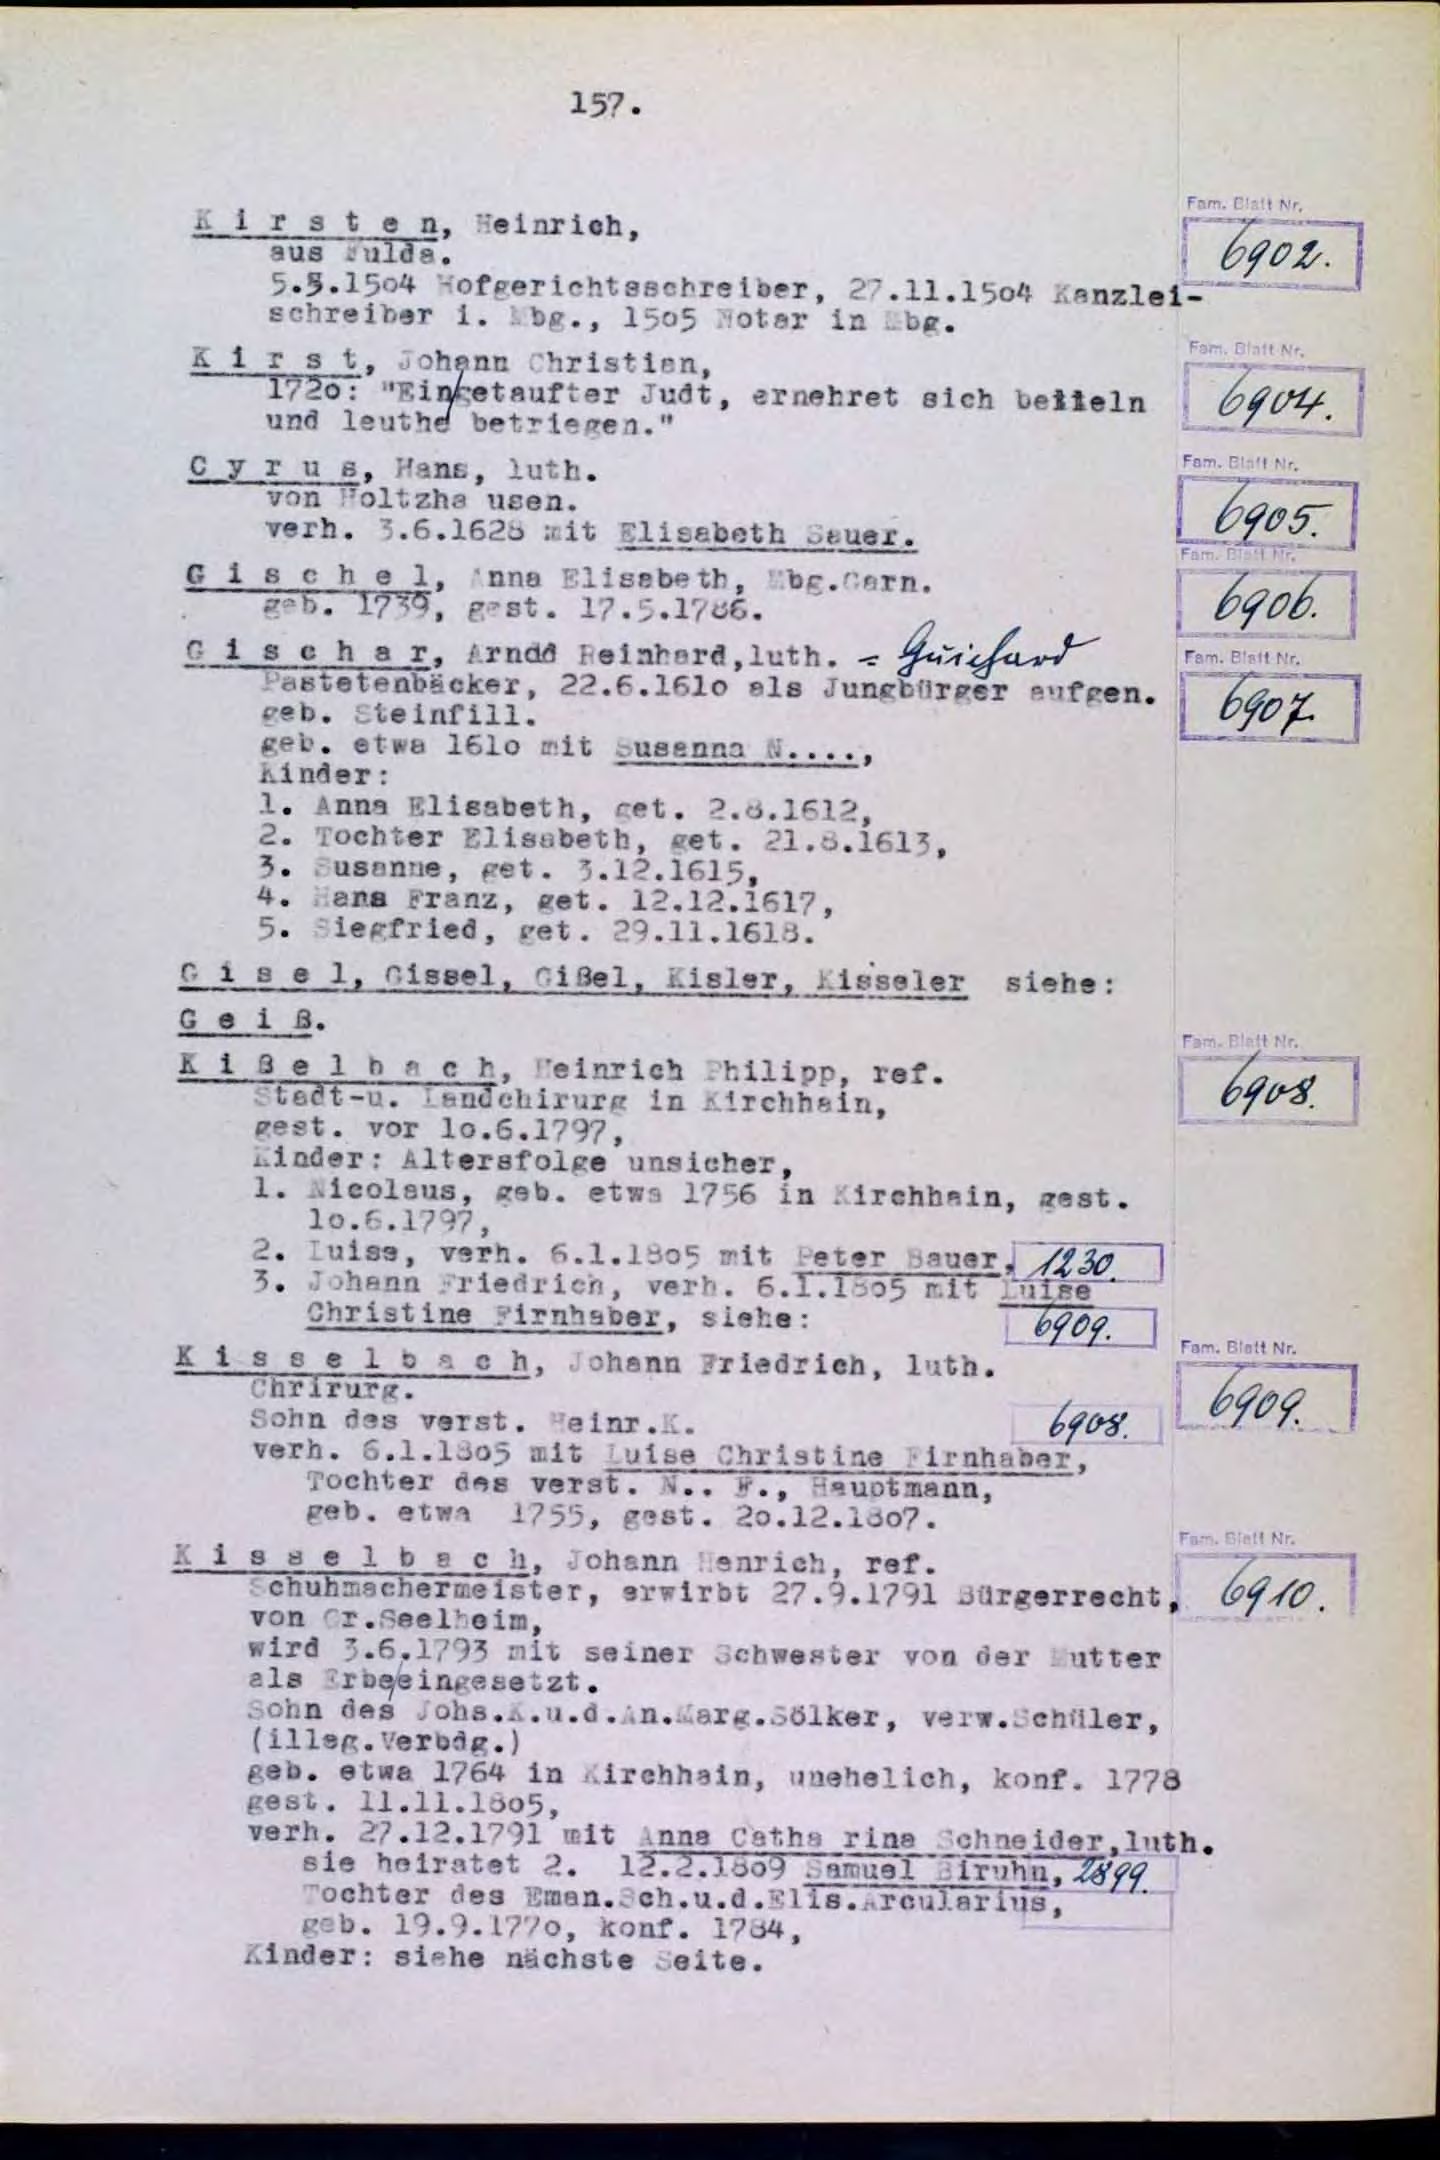 157.
Fam. Blatt Nr.
K i r s t e n, Heinrich,
6902.
aus Fulda.
5.3.1504 Hofgerichtsschreiber, 27.11.1504 Kanzlei-
schreiber i. Mbg., 1505 Notar in Mbg.
Fam. Blatt Nr.
K i r s t, Johann Christian,
1720: "Eingetaufter Judt, ernehret sich betteln
6904.
und leuthe betriegen."
Fam. Blatt Nr.
C y r u s, Hans, luth.
von Holtzha usen.
6905.
verh. 3.6.1628 mit Elisabeth Sauer.
Fam. Blatt Nr.
G i s c h e l, Anna Elisabeth, Mbg.Garn.
6906.
geb. 1739, gest. 17.5.1786.
G i s c h a r, Arndd Reinhard,luth. = Guichard
Fam. Blatt Nr.
Pastetenbäcker, 22.6.1610 als Jungbürger aufgen.
6907.
geb. Steinfill.
geb. etwa 1610 mit Susanna N....,
Kinder:
1. Anna Elisabeth, get. 2.8.1612,
2. Tochter Elisabeth, get. 21.8.1613,
3. Susanne, get. 3.12.1615,
4. Hans Franz, get. 12.12.1617,
5. Siegfried, get. 29.11.1618.
G i s e l, Gissel, Gißel, Kisler, Kisseler siehe:
G e i ß.
Fam. Blatt Nr.
K i ß e l b a c h, Heinrich Philipp, ref.
6908.
Stadt-u. Landchirurg in Kirchhain,
gest. vor 10.6.1797,
Kinder: Altersfolge unsicher,
1. Nicolaus, geb. etwa 1756 in Kirchhain, gest.
10.6.1797,
2. Luise, verh. 6.1.1805 mit Peter Bauer, 1230.
3. Johann Friedrich, verh. 6.1.1805 mit Luise
Christine Firnhaber, siehe: 6909.
Fam. Blatt Nr.
K i s s e l b a c h, Johann Friedrich, luth.
Chrirurg.
6909.
Sohn des verst. Heinr.K. 6908.
verh. 6.1.1805 mit Luise Christine Firnhaber,
Tochter des verst. N.. F., Hauptmann,
geb. etwa 1755, gest. 20.12.1807.
Fam. Blatt Nr.
K i s s e l b a c h, Johann Henrich, ref.
Schuhmachermeister, erwirbt 27.9.1791 Bürgerrecht,
6910.
von Gr.Seelheim,
wird 3.6.1793 mit seiner Schwester von der Mutter
als Erbe/eingesetzt.
Sohn des Johs.K.u.d.An.Marg.Sölker, verw.Schüler,
(illeg.Verbdg.)
geb. etwa 1764 in Kirchhain, unehelich, konf. 1778
gest. 11.11.1805,
verh. 27.12.1791 mit Anna Catha rina Schneider,luth.
sie heiratet 2. 12.2.1809 Samuel Biruhn, 2899.
Tochter des Eman.Sch.u.d.Elis.Arcularius,
geb. 19.9.1770, konf. 1784,
Kinder: siehe nächste Seite.